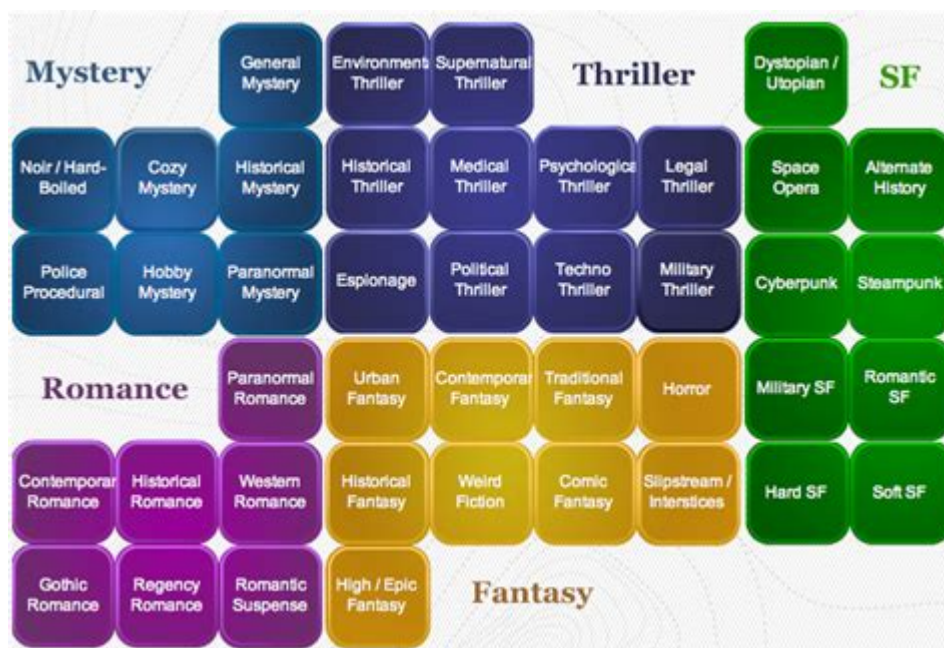 Mystery
General
Mystery
Environment
Thriller
Supernatural
Thriller
Thriller
Dystopian /
Utopian
SF
Noir / Hard-
Boiled
Cozy
Mystery
Historical
Mystery
Historical
Thriller
Medical
Thriller
Psychologica
Thriller
Legal
Thriller
Space
Opera
Alternate
History
Police
Procedural
Hobby
Mystery
Paranormal
Mystery
Espionage
Political
Thriller
Techno
Thriller
Military
Thriller
Cyberpunk
Steampunk
Romance
Paranormal
Romance
Urban
Fantasy
Contemporar
Fantasy
Traditional
Fantasy
Horror
Military SF
Romantic
SF
Contemporar
Romance
Historical
Romance
Western
Romance
Historical
Fantasy
Weird
Fiction
Comic
Fantasy
Slipstream /
Interstices
Hard SF
Soft SF
Gothic
Romance
Regency
Romance
Romantic
Suspense
High / Epic
Fantasy
Fantasy